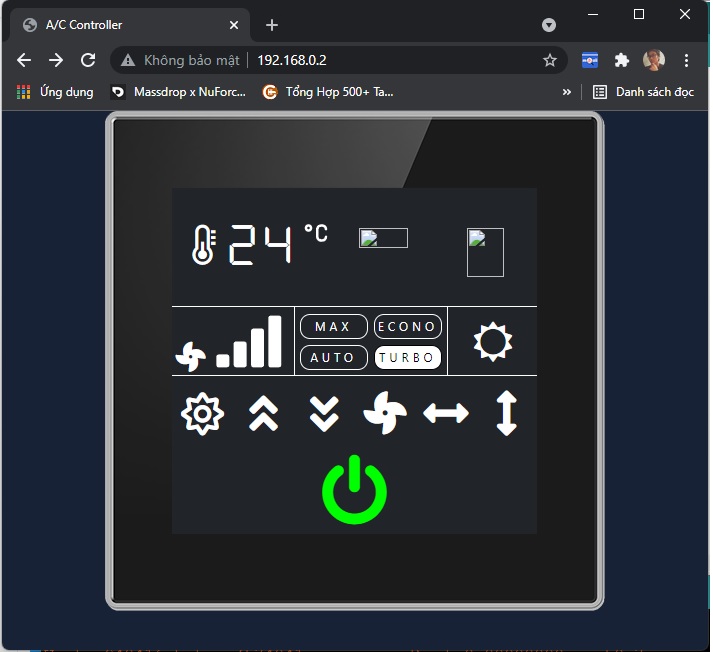 A/C Controller
Không bảo mật | 192.168.0.2
Ứng dụng Massdrop x NuForc... Tổng Hợp 500+ Ta... » Danh sách đọc
24 °C
MAX ECONO
AUTO TURBO